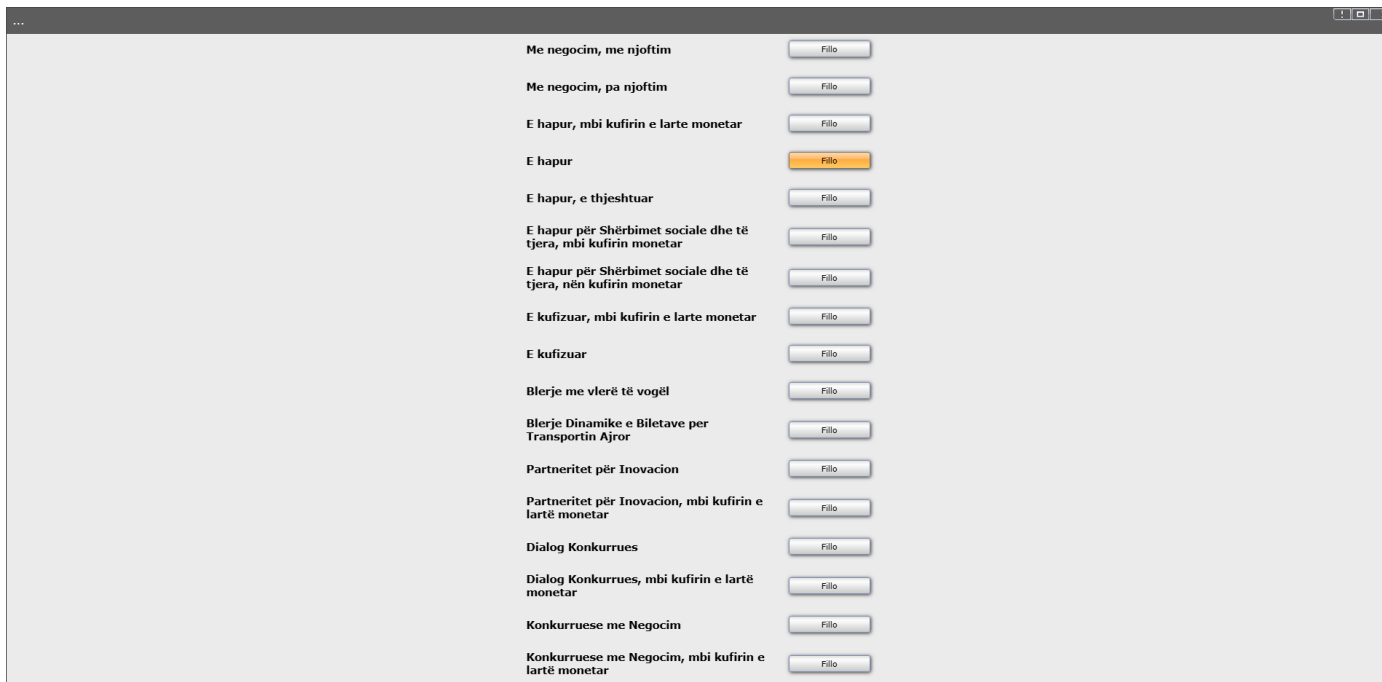 ...
Me negocim, me njoftim Fillo
Me negocim, pa njoftim Fillo
E hapur, mbi kufirin e larte monetar Fillo
E hapur Fillo
E hapur, e thjeshtuar Fillo
E hapur për Shërbimet sociale dhe të
tjera, mbi kufirin monetar Fillo
E hapur për Shërbimet sociale dhe të
tjera, nën kufirin monetar Fillo
E kufizuar, mbi kufirin e larte monetar Fillo
E kufizuar Fillo
Blerje me vlerë të vogël Fillo
Blerje Dinamike e Biletave per
Transportin Ajror Fillo
Partneritet për Inovacion Fillo
Partneritet për Inovacion, mbi kufirin e
lartë monetar Fillo
Dialog Konkurrues Fillo
Dialog Konkurrues, mbi kufirin e lartë
monetar Fillo
Konkurruese me Negocim Fillo
Konkurruese me Negocim, mbi kufirin e
lartë monetar Fillo